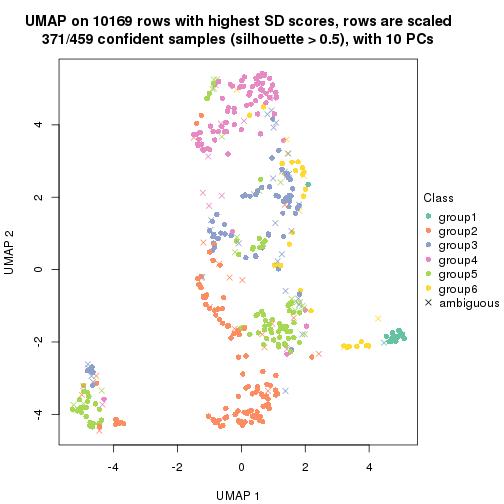 UMAP on 10169 rows with highest SD scores, rows are scaled
371/459 confident samples (silhouette > 0.5), with 10 PCs
Class
group1
group2
group3
group4
group5
group6
ambiguous
UMAP 2
4
2
0
-2
-4
-4
-2
0
2
4
UMAP 1